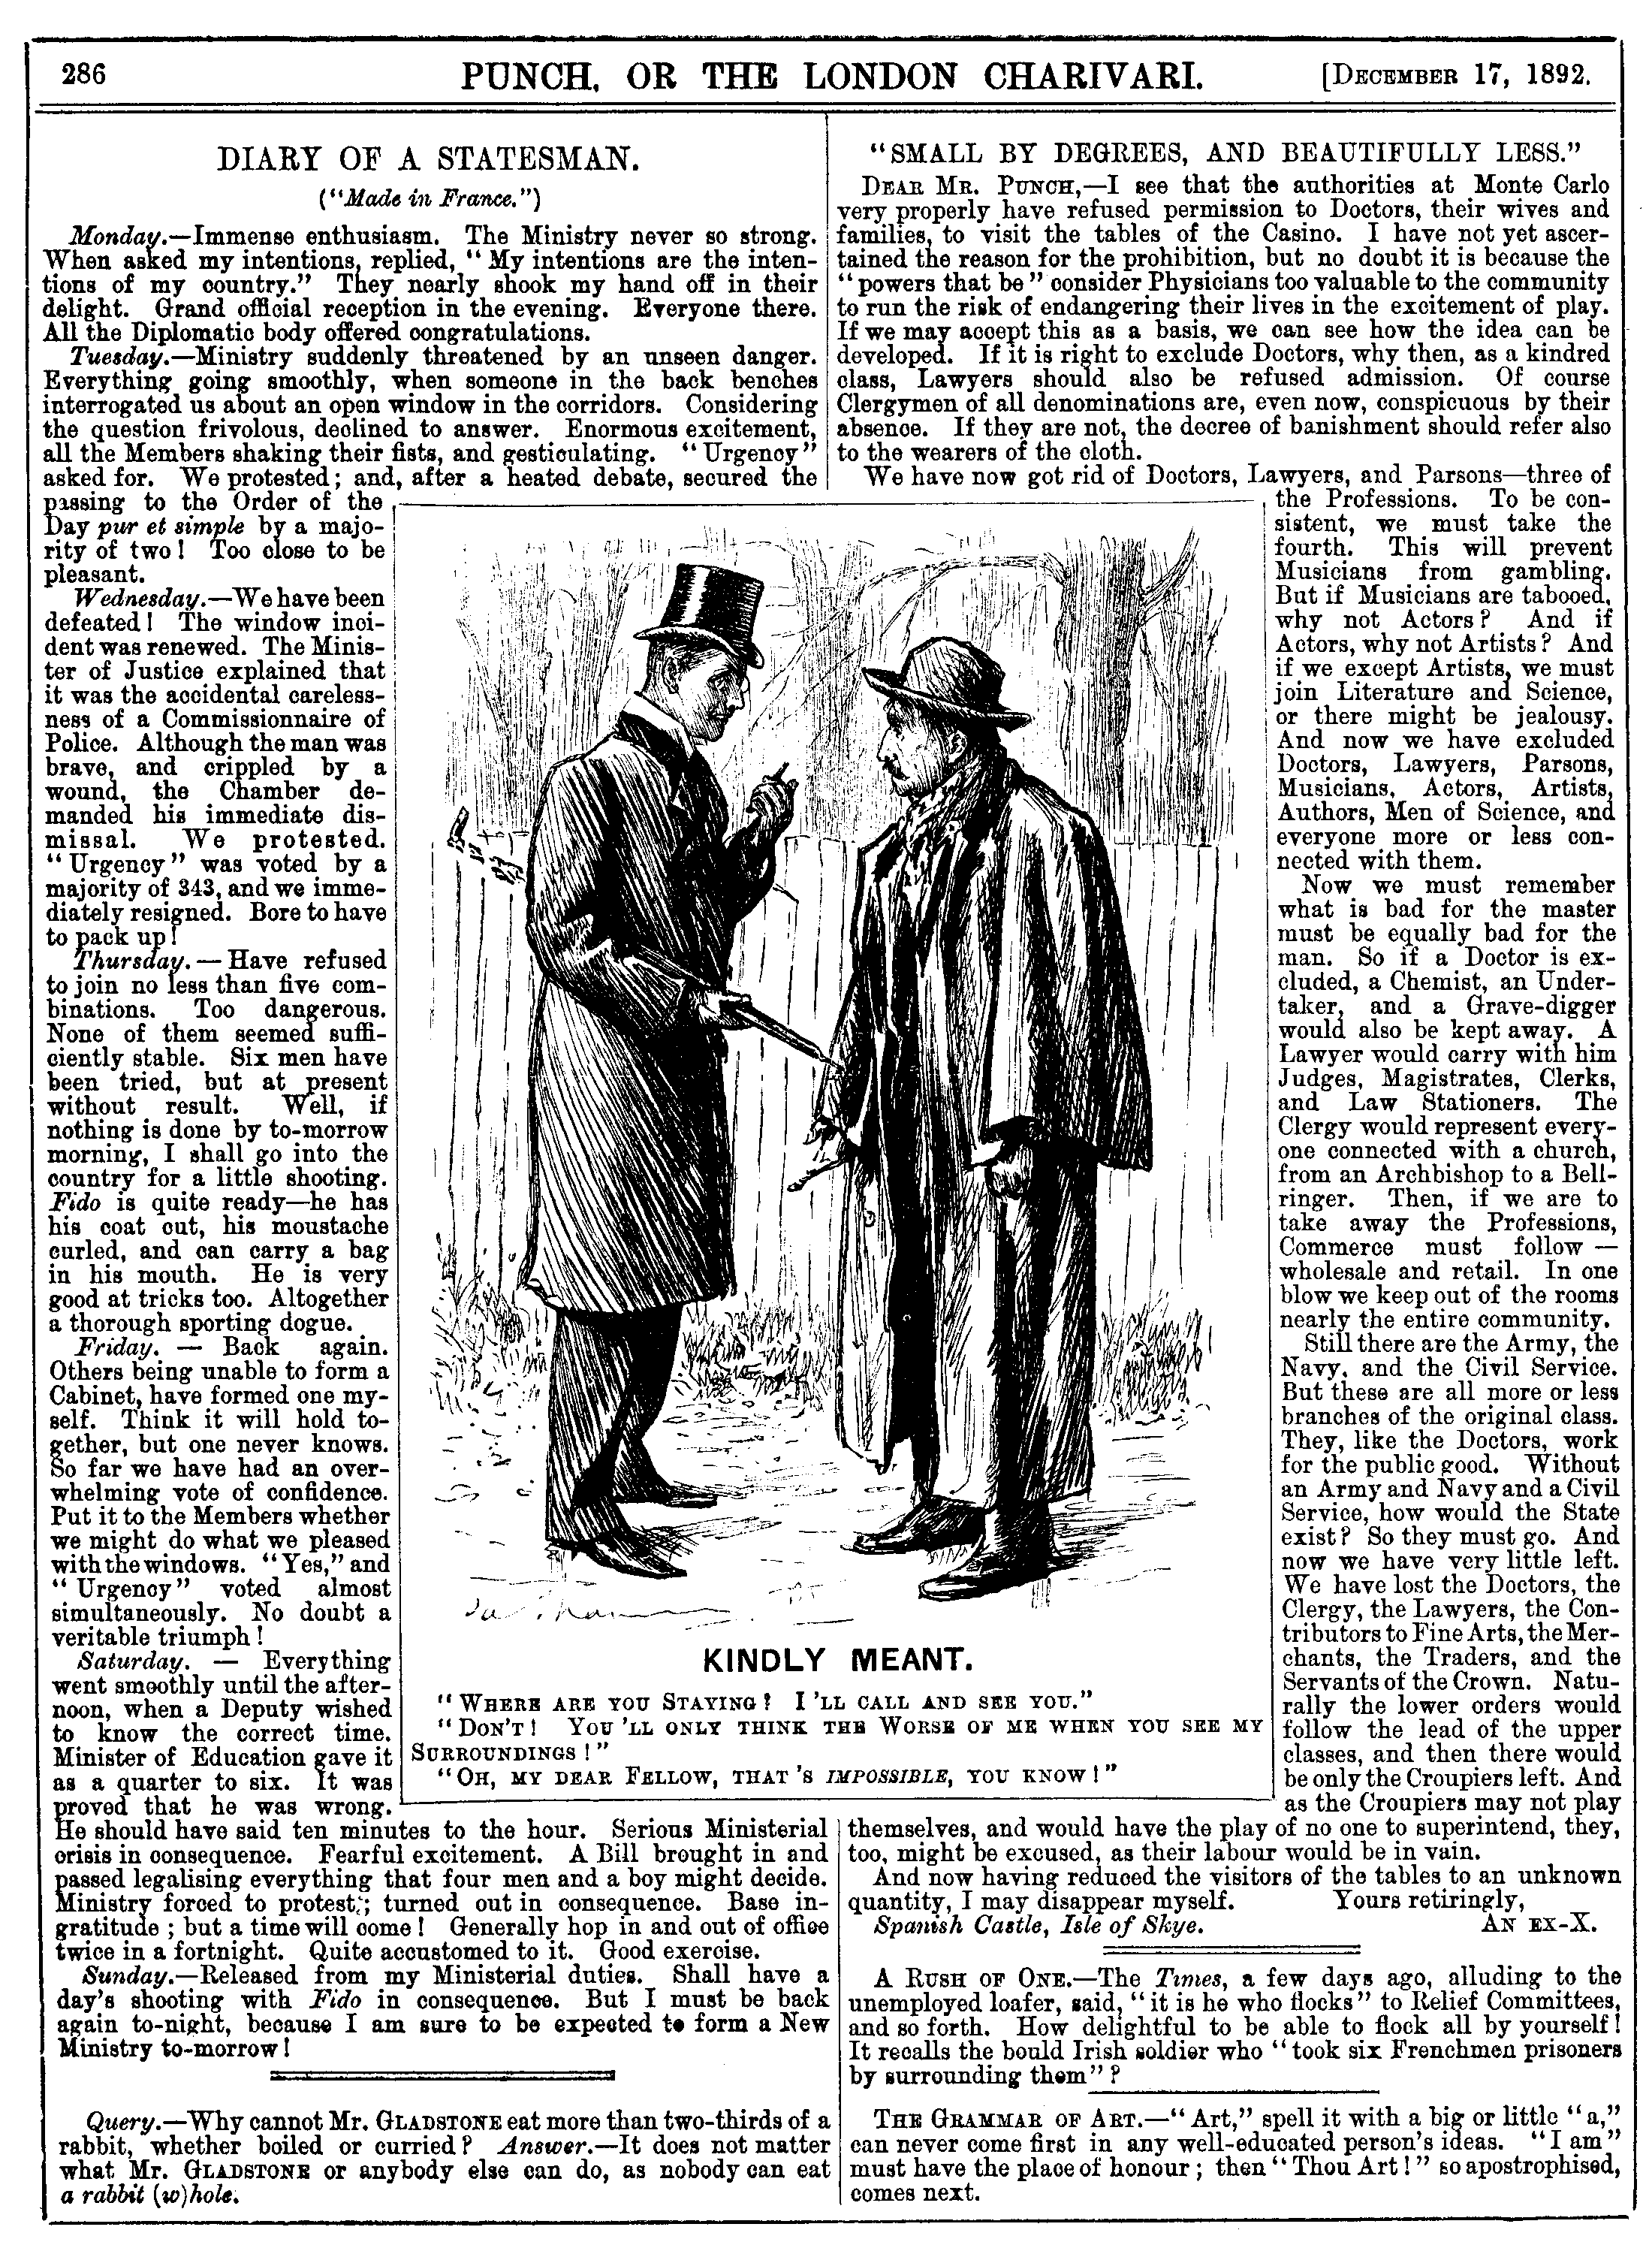 286
PUNCH, OR THE LONDON CHARIVARI.
[DECEMBER 17, 1892.
DIARY OF A STATESMAN.
("Made in France.")
Monday.—Immense enthusiasm. The Ministry never so strong.
When asked my intentions, replied, "My intentions are the inten-
tions of my country." They nearly shook my hand off in their
delight. Grand official reception in the evening. Everyone there.
All the Diplomatic body offered congratulations.
Tuesday.—Ministry suddenly threatened by an unseen danger.
Everything going smoothly, when someone in the back benches
interrogated us about an open window in the corridors. Considering
the question frivolous, declined to answer. Enormous excitement,
all the Members shaking their fists, and gesticulating. "Urgency"
asked for. We protested; and, after a heated debate, secured the
passing to the Order of the
Day pur et simple by a majo-
rity of two! Too close to be
pleasant.
Wednesday.—We have been
defeated! The window inci-
dent was renewed. The Minis-
ter of Justice explained that
it was the accidental careless-
ness of a Commissionnaire of
Police. Although the man was
brave, and crippled by a
wound, the Chamber de-
manded his immediate dis-
missal. We protested.
"Urgency" was voted by a
majority of 343, and we imme-
diately resigned. Bore to have
to pack up!
Thursday.—Have refused
to join no less than five com-
binations. Too dangerous.
None of them seemed suffi-
ciently stable. Six men have
been tried, but at present
without result. Well, if
nothing is done by to-morrow
morning, I shall go into the
country for a little shooting.
Fido is quite ready—he has
his coat cut, his moustache
curled, and can carry a bag
in his mouth. He is very
good at tricks too. Altogether
a thorough sporting dogue.
Friday. — Back again.
Others being unable to form a
Cabinet, have formed one my-
self. Think it will hold to-
gether, but one never knows.
So far we have had an over-
whelming vote of confidence.
Put it to the Members whether
we might do what we pleased
with the windows. "Yes," and
"Urgency" voted almost
simultaneously. No doubt a
veritable triumph!
Saturday. — Everything
went smoothly until the after-
noon, when a Deputy wished
to know the correct time.
Minister of Education gave it
as a quarter to six. It was
proved that he was wrong.
He should have said ten minutes to the hour. Serious Ministerial
crisis in consequence. Fearful excitement. A Bill brought in and
passed legalising everything that four men and a boy might decide.
Ministry forced to protest; turned out in consequence. Base in-
gratitude; but a time will come! Generally hop in and out of office
twice in a fortnight. Quite accustomed to it. Good exercise.
Sunday.—Released from my Ministerial duties. Shall have a
day's shooting with Fido in consequence. But I must be back
again to-night, because I am sure to be expected to form a New
Ministry to-morrow!
Query.—Why cannot Mr. GLADSTONE eat more than two-thirds of a
rabbit, whether boiled or curried? Answer.—It does not matter
what Mr. GLADSTONE or anybody else can do, as nobody can eat
a rabbit (w)hole.
KINDLY MEANT.
"WHERE ARE YOU STAYING? I'LL CALL AND SEE YOU."
"DON'T! YOU'LL ONLY THINK THE WORSE OF ME WHEN YOU SEE MY
SURROUNDINGS!"
"OH, MY DEAR FELLOW, THAT'S IMPOSSIBLE, YOU KNOW!"
"SMALL BY DEGREES, AND BEAUTIFULLY LESS."
DEAR MR. PUNCH,—I see that the authorities at Monte Carlo
very properly have refused permission to Doctors, their wives and
families, to visit the tables of the Casino. I have not yet ascer-
tained the reason for the prohibition, but no doubt it is because the
"powers that be" consider Physicians too valuable to the community
to run the risk of endangering their lives in the excitement of play.
If we may accept this as a basis, we can see how the idea can be
developed. If it is right to exclude Doctors, why then, as a kindred
class, Lawyers should also be refused admission. Of course
Clergymen of all denominations are, even now, conspicuous by their
absence. If they are not, the decree of banishment should refer also
to the wearers of the cloth.
We have now got rid of Doctors, Lawyers, and Parsons—three of
the Professions. To be con-
sistent, we must take the
fourth. This will prevent
Musicians from gambling.
But if Musicians are tabooed,
why not Actors? And if
Actors, why not Artists? And
if we except Artists, we must
join Literature and Science,
or there might be jealousy.
And now we have excluded
Doctors, Lawyers, Parsons,
Musicians, Actors, Artists,
Authors, Men of Science, and
everyone more or less con-
nected with them.
Now we must remember
what is bad for the master
must be equally bad for the
man. So if a Doctor is ex-
cluded, a Chemist, an Under-
taker, and a Grave-digger
would also be kept away. A
Lawyer would carry with him
Judges, Magistrates, Clerks,
and Law Stationers. The
Clergy would represent every-
one connected with a church,
from an Archbishop to a Bell-
ringer. Then, if we are to
take away the Professions,
Commerce must follow —
wholesale and retail. In one
blow we keep out of the rooms
nearly the entire community.
Still there are the Army, the
Navy, and the Civil Service.
But these are all more or less
branches of the original class.
They, like the Doctors, work
for the public good. Without
an Army and Navy and a Civil
Service, how would the State
exist? So they must go. And
now we have very little left.
We have lost the Doctors, the
Clergy, the Lawyers, the Con-
tributors to Fine Arts, the Mer-
chants, the Traders, and the
Servants of the Crown. Natu-
rally the lower orders would
follow the lead of the upper
classes, and then there would
be only the Croupiers left. And
as the Croupiers may not play
themselves, and would have the play of no one to superintend, they,
too, might be excused, as their labour would be in vain.
And now having reduced the visitors of the tables to an unknown
quantity, I may disappear myself. Yours retiringly,
Spanish Castle, Isle of Skye. AN EX-X.
A RUSH OF ONE.—The Times, a few days ago, alluding to the
unemployed loafer, said, "it is he who flocks" to Relief Committees,
and so forth. How delightful to be able to flock all by yourself!
It recalls the bould Irish soldier who "took six Frenchmen prisoners
by surrounding them"?
THE GRAMMAR OF ART.—"Art," spell it with a big or little "a,"
can never come first in any well-educated person's ideas. "I am"
must have the place of honour; then "Thou Art!" so apostrophised,
comes next.